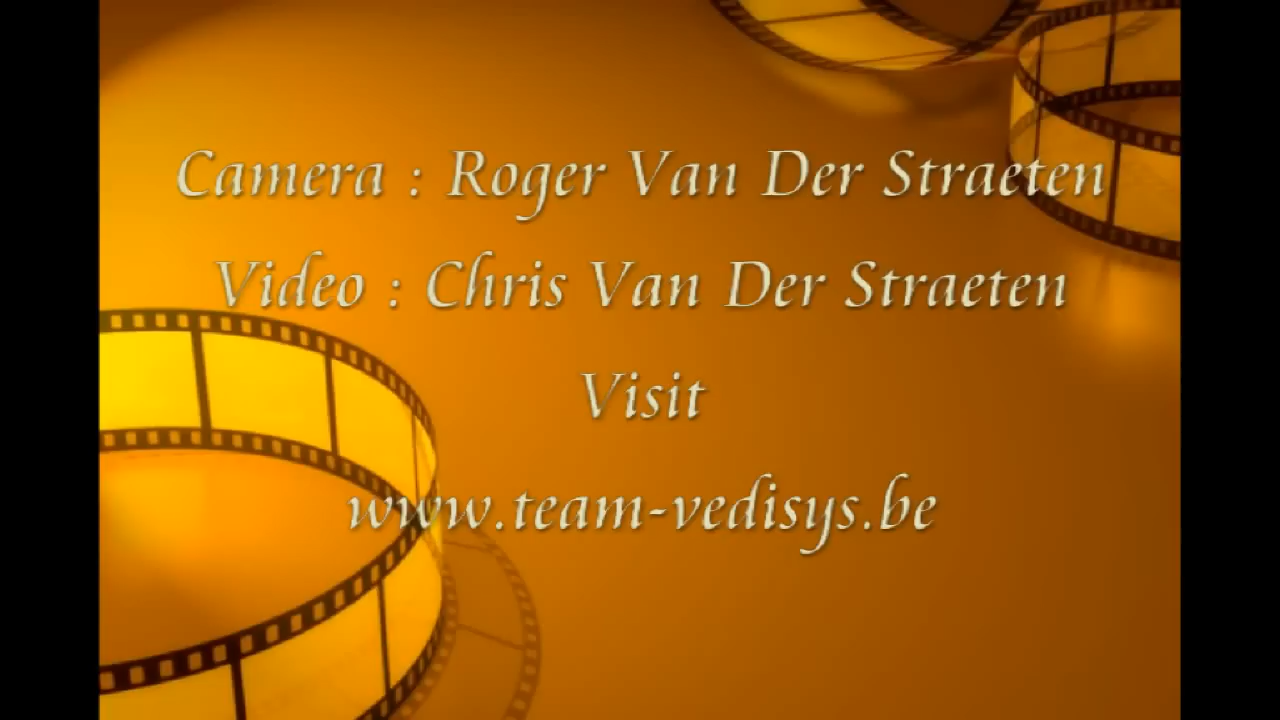 Camera : Roger Van Der Straeten
Video : Chris Van Der Straeten
Visit
www.team-vedisys.be